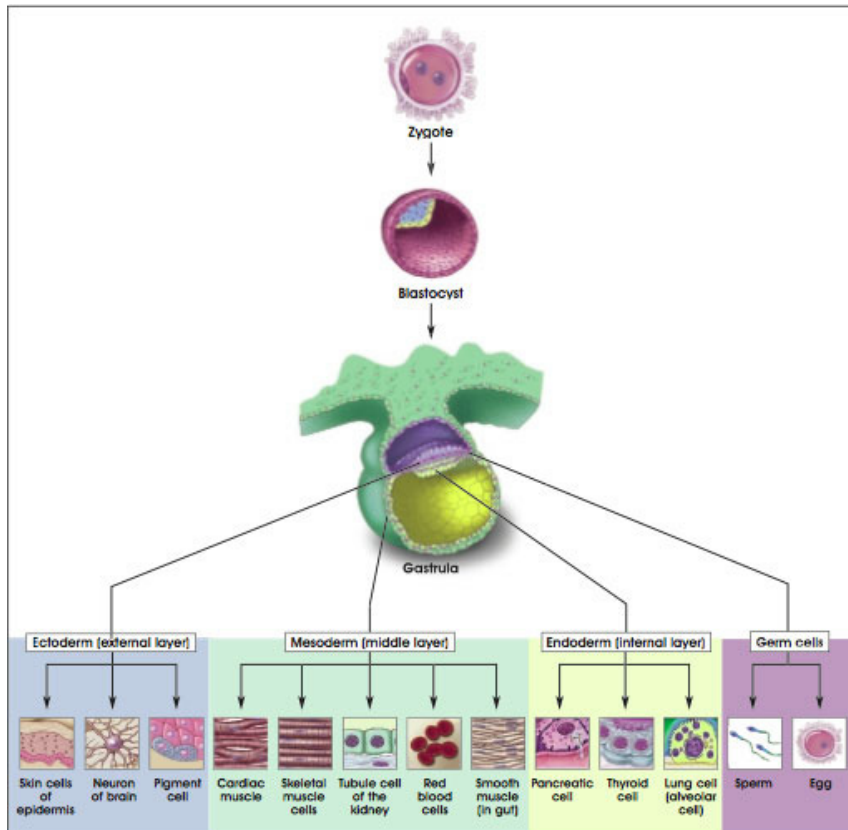 Zygote
Blastocyst
Gastrula
Ectoderm (external layer)
Mesoderm (middle layer)
Endoderm (internal layer)
Germ cells
Skin cells of
epidermis
Neuron
of brain
Pigment
cell
Cardiac
muscle
Skeletal
muscle
cells
Tubule cell
of the
kidney
Red
blood
cells
Smooth
muscle
(in gut)
Pancreatic
cell
Thyroid
cell
Lung cell
(alveolar
cell)
Sperm
Egg